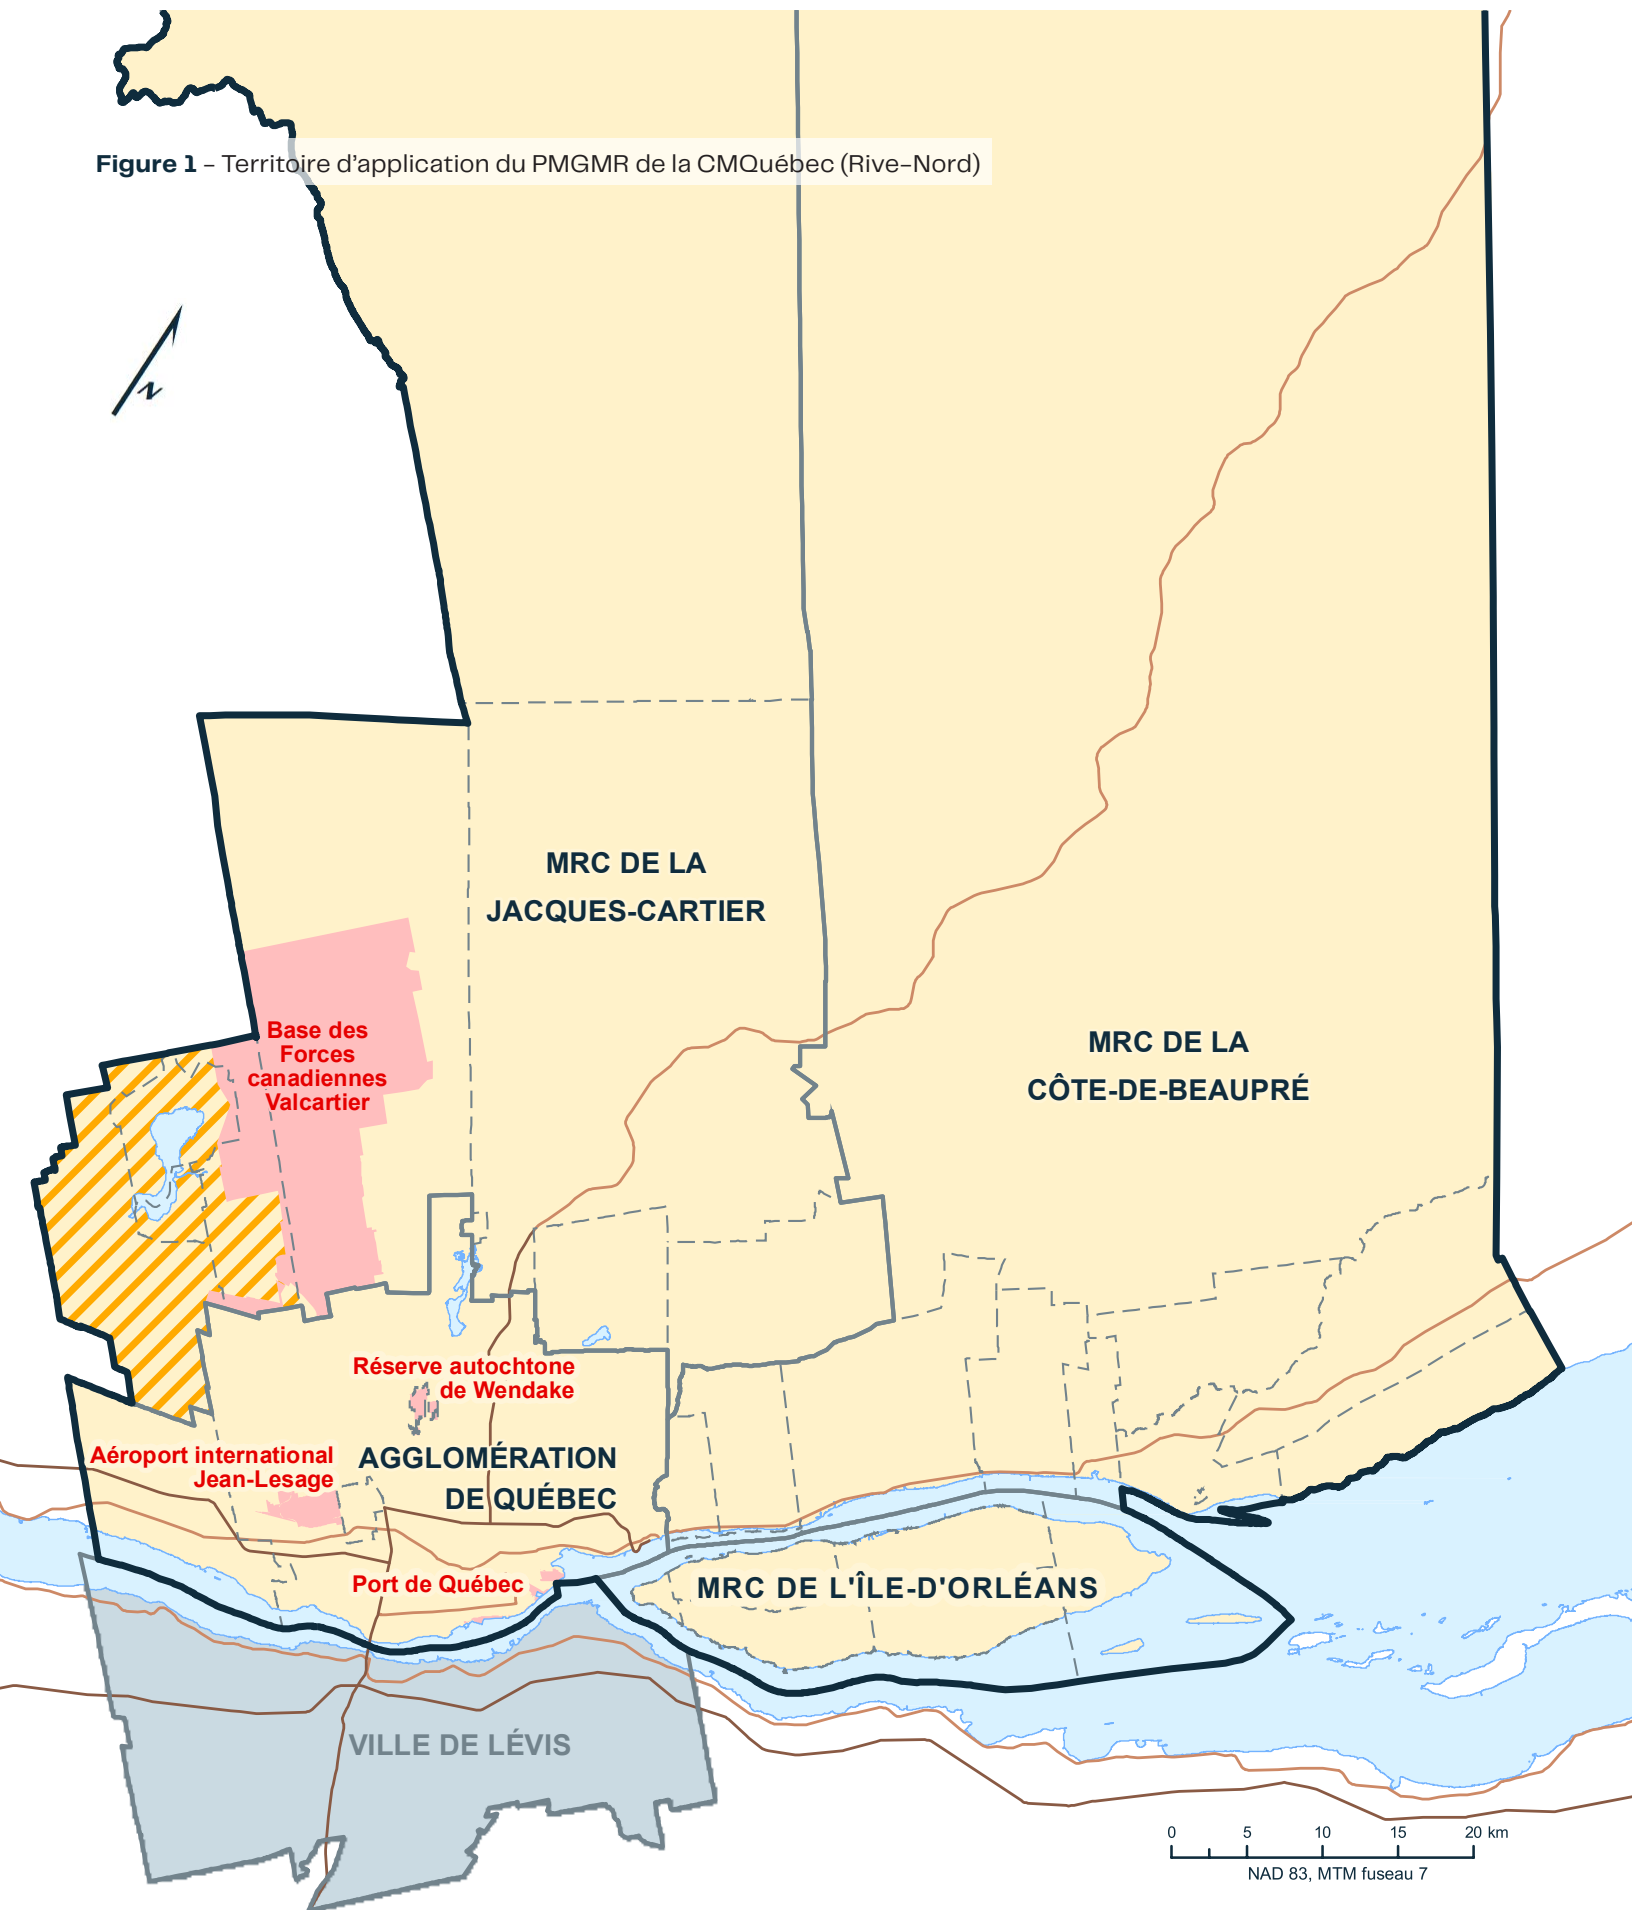 Figure 1 – Territoire d'application du PMGMR de la CMQuébec (Rive-Nord)
N
MRC DE LA
JACQUES-CARTIER
Base des
Forces
canadiennes
Valcartier
MRC DE LA
CÔTE-DE-BEAUPRÉ
Réserve autochtone
de Wendake
Aéroport international
Jean-Lesage
AGGLOMÉRATION
DE QUÉBEC
Port de Québec
MRC DE L'ÎLE-D'ORLÉANS
VILLE DE LÉVIS
0 5 10 15 20 km
NAD 83, MTM fuseau 7